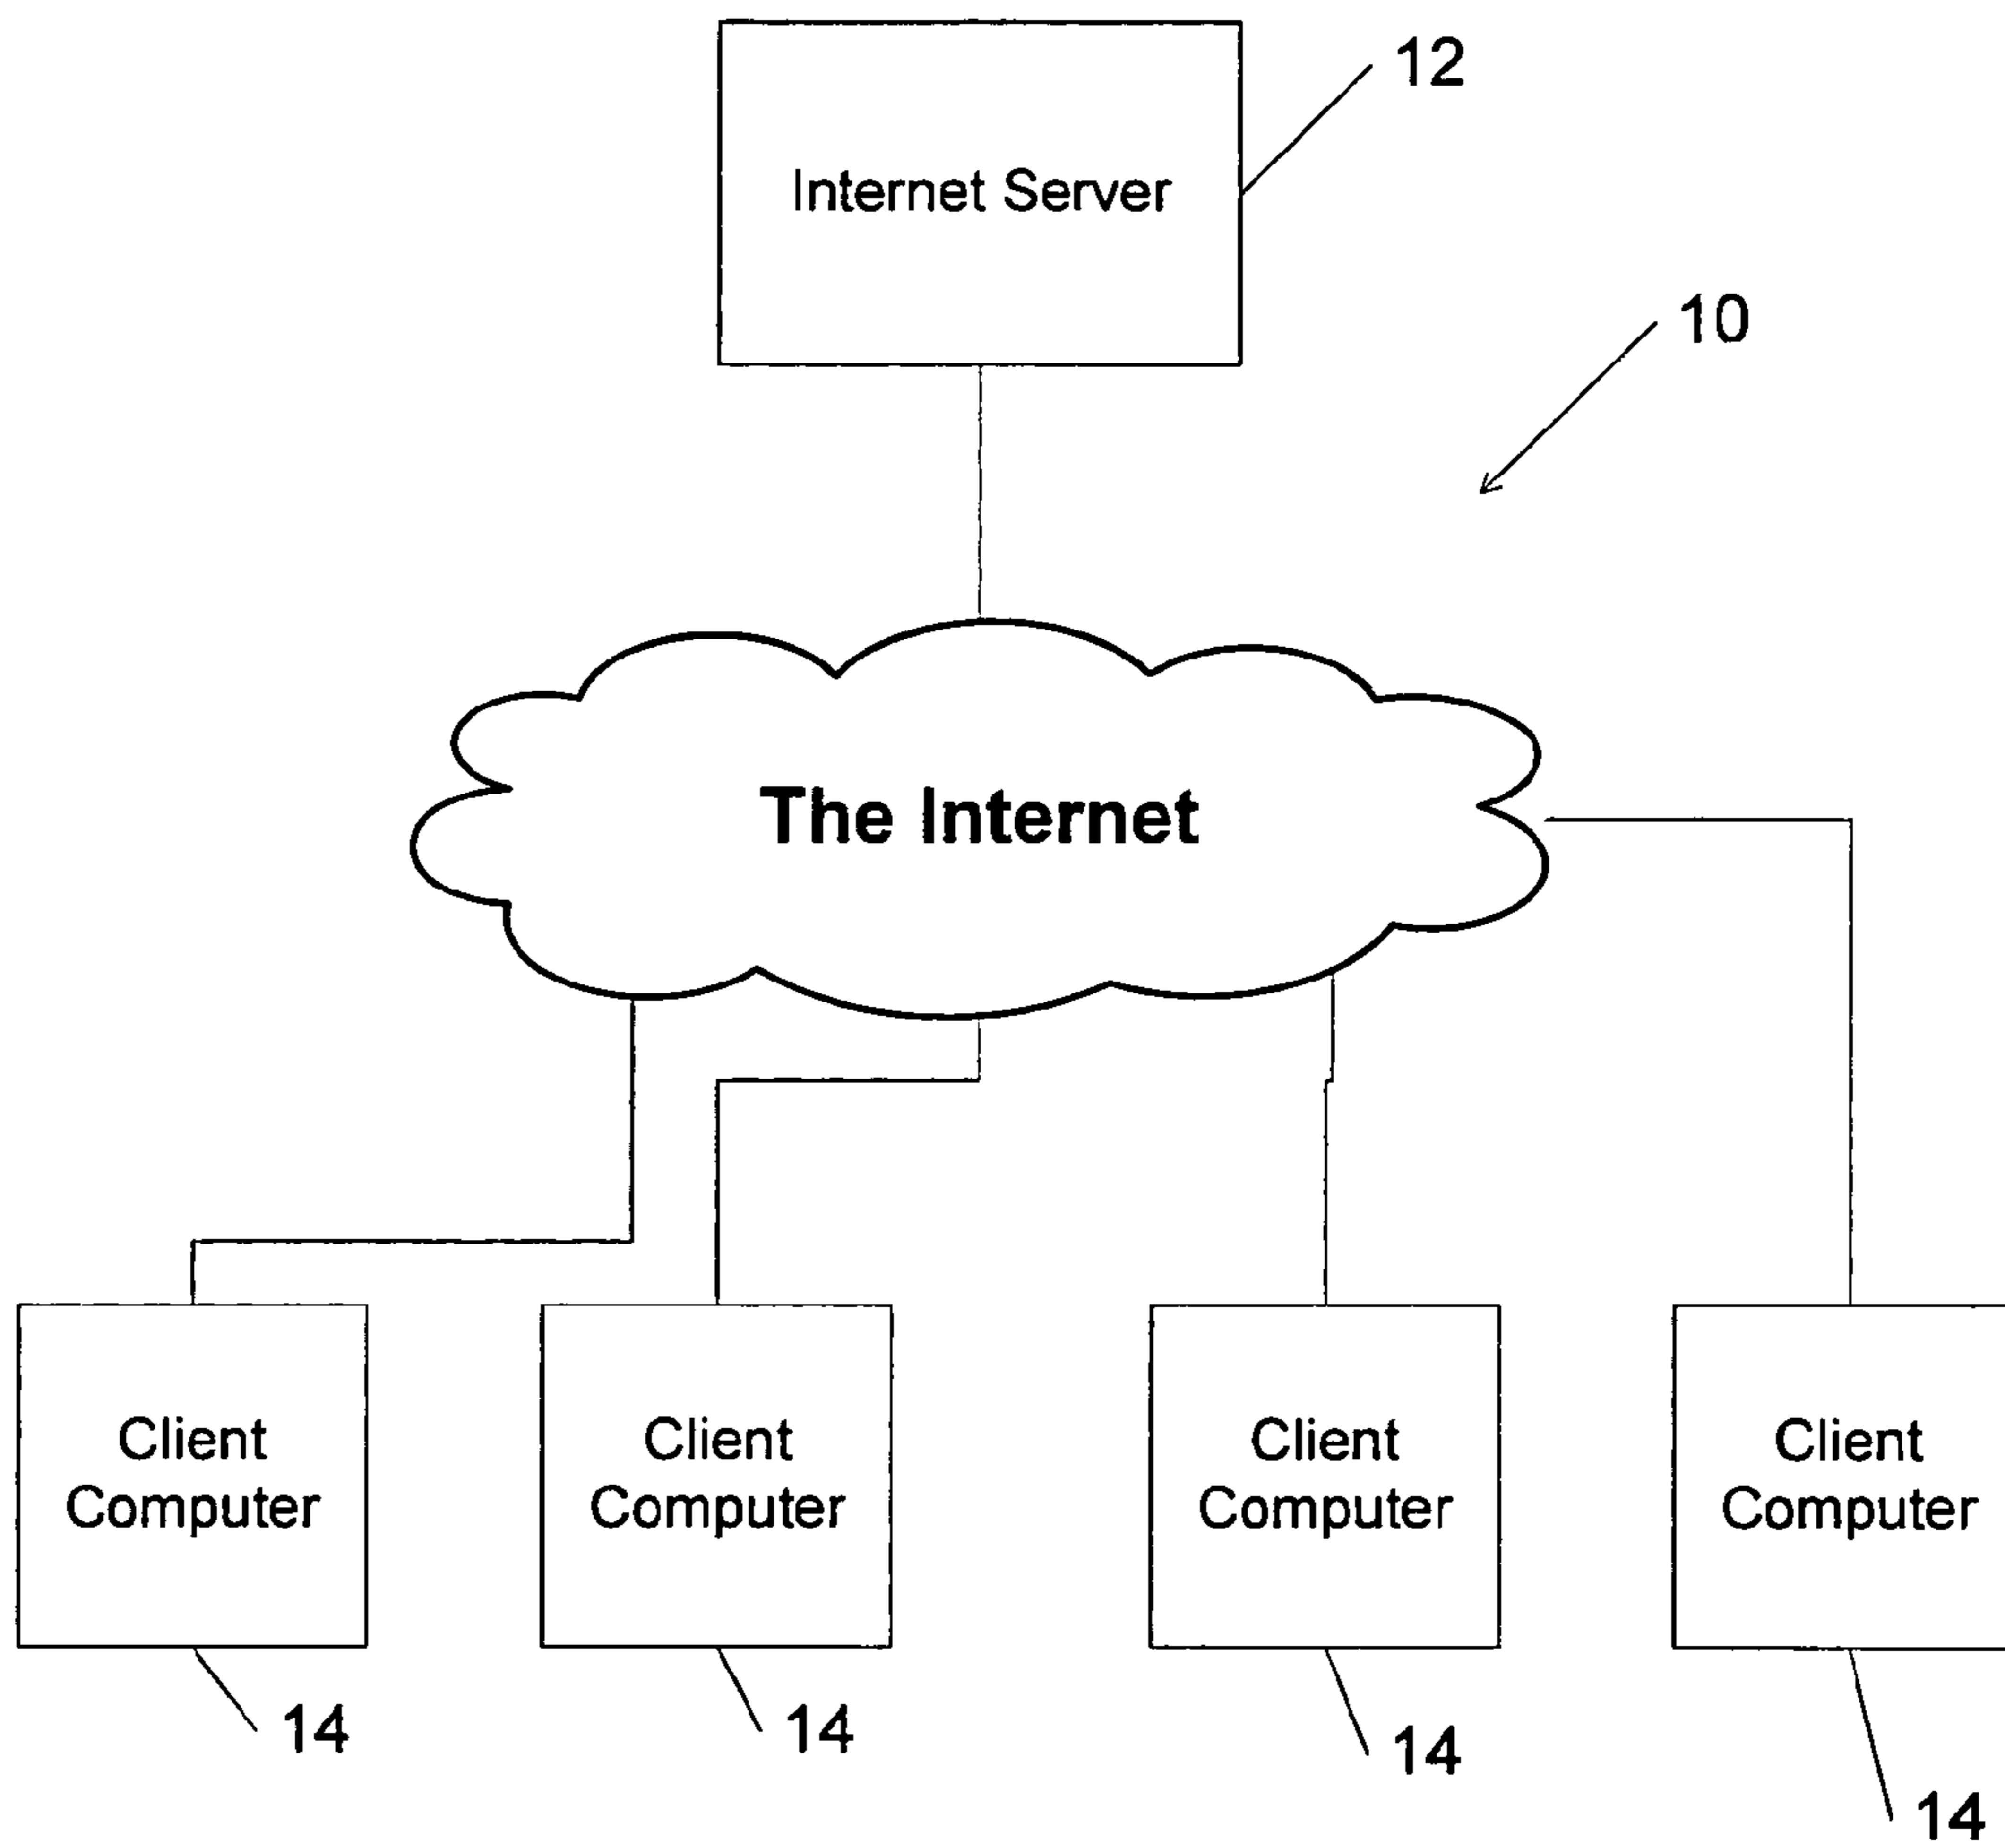 12
Internet Server
10
The Internet
Client
Computer
Client
Computer
Client
Computer
Client
Computer
14
14
14
14